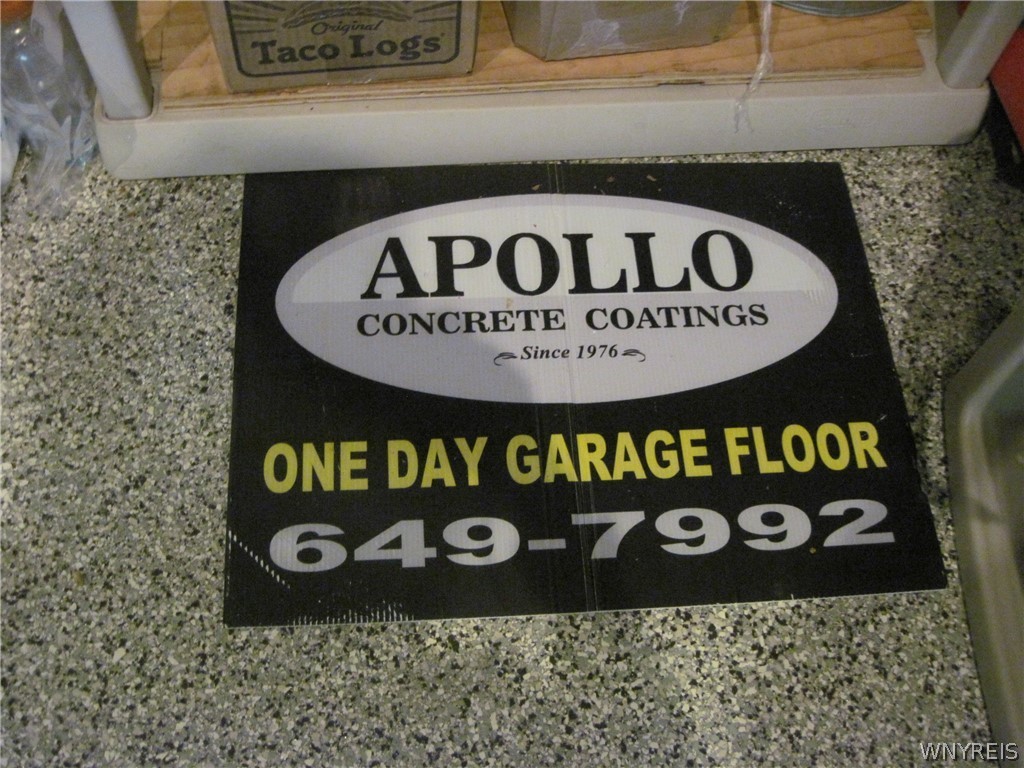 Original
Taco Logs
APOLLO
CONCRETE COATINGS
Since 1976
ONE DAY GARAGE FLOOR
649-7992
WNYREIS